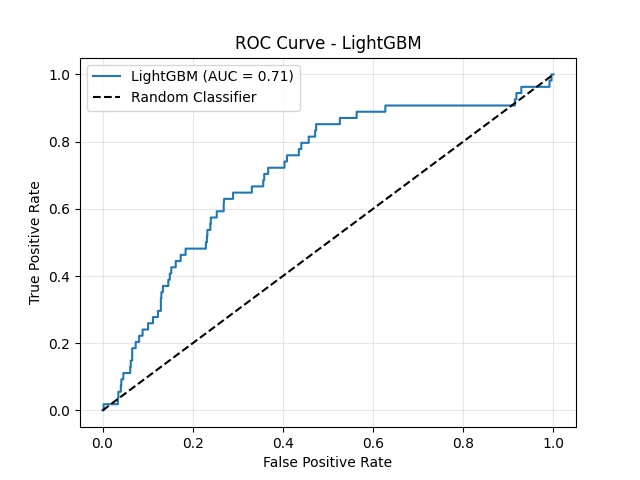 ROC Curve - LightGBM
LightGBM (AUC = 0.71)
Random Classifier
True Positive Rate
1.0
0.8
0.6
0.4
0.2
0.0
0.0 0.2 0.4 0.6 0.8 1.0
False Positive Rate